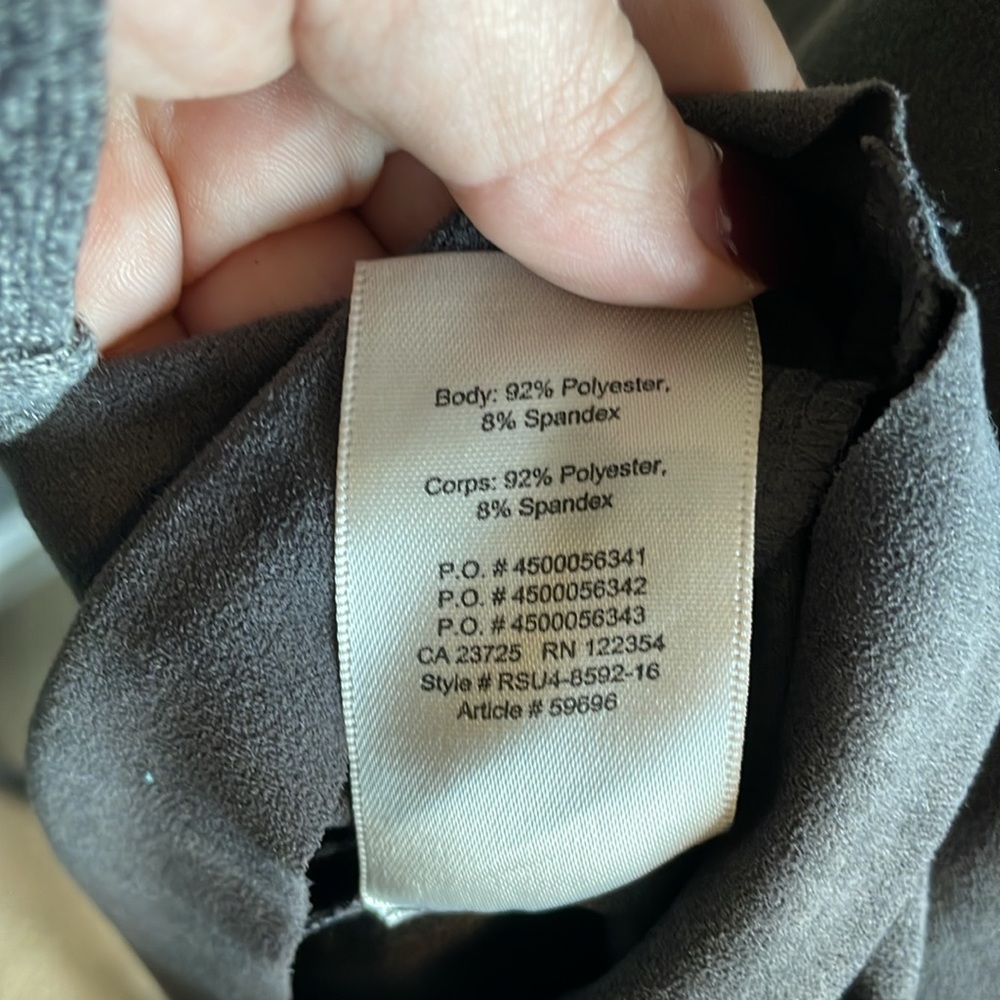 Body: 92% Polyester,
8% Spandex
Corps: 92% Polyester,
8% Spandex
P.O. # 4500056341
P.O. # 4500056342
P.O. # 4500056343
CA 23725 RN 122354
Style # RSU4-8592-16
Article # 59696